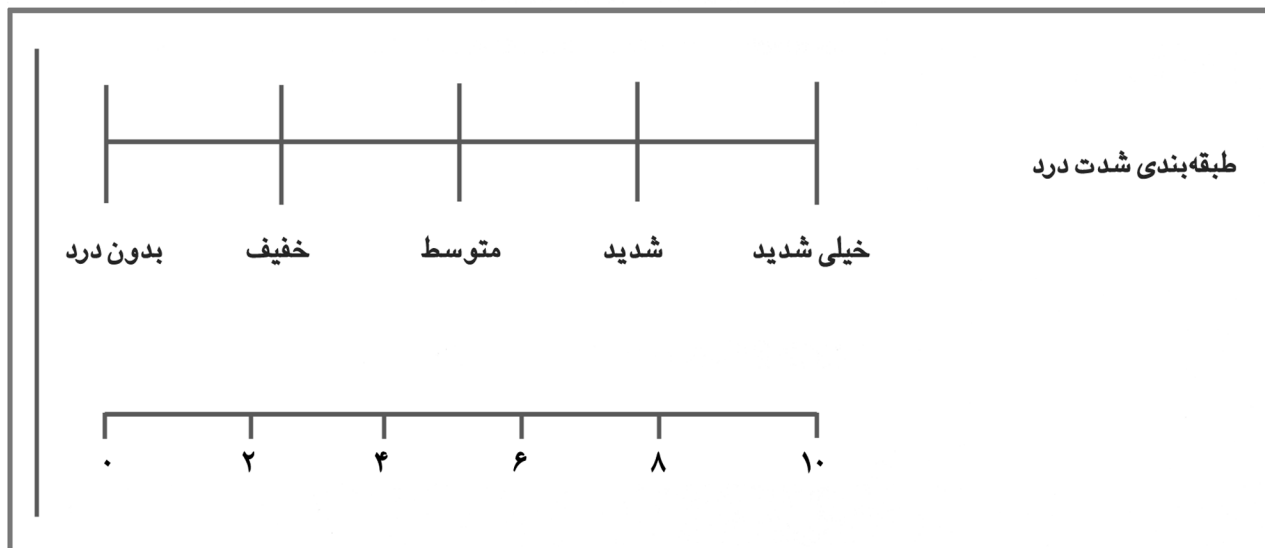 طبقه‌بندی شدت درد
بدون درد خفیف متوسط شدید خیلی شدید
۰ ۲ ۴ ۶ ۸ ۱۰